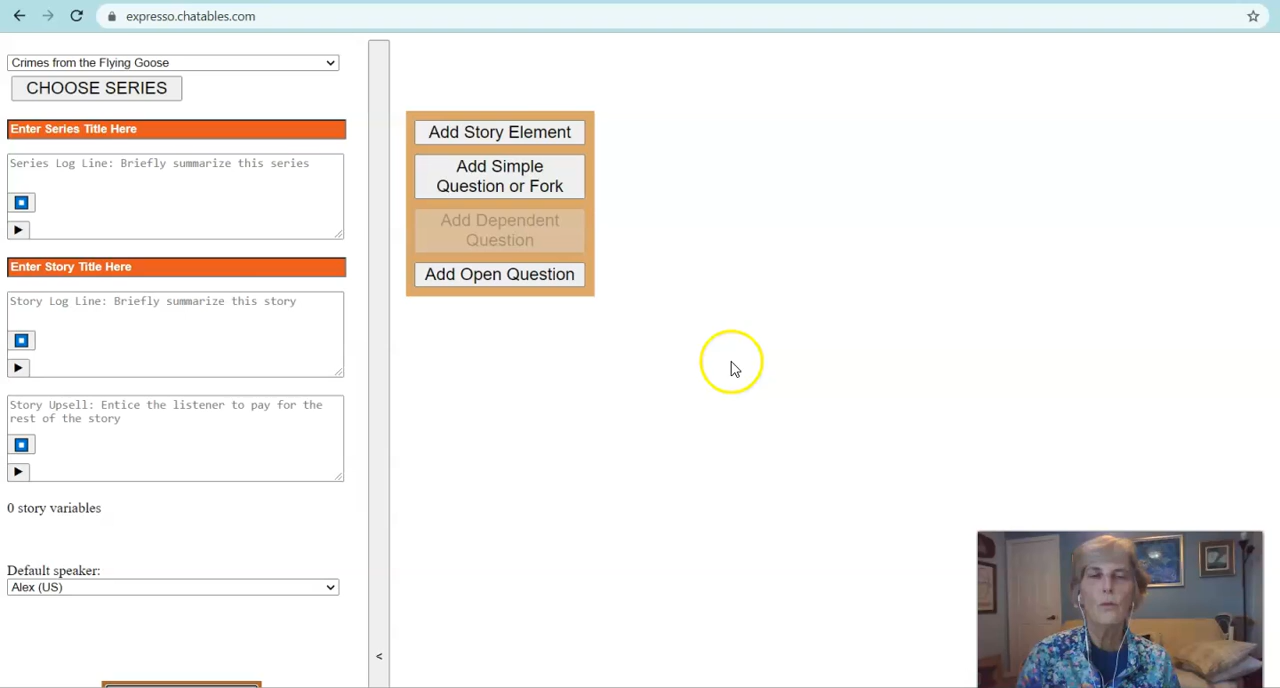 expresso.chatables.com
Crimes from the Flying Goose
CHOOSE SERIES
Enter Series Title Here
Series Log Line: Briefly summarize this series
Enter Story Title Here
Story Log Line: Briefly summarize this story
Story Upsell: Entice the listener to pay for the
rest of the story
0 story variables
Default speaker:
Alex (US)
<
Add Story Element
Add Simple
Question or Fork
Add Dependent
Question
Add Open Question